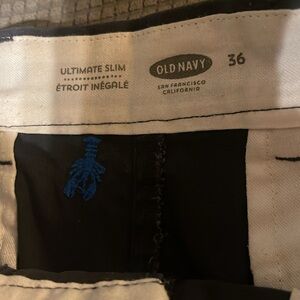 ULTIMATE SLIM
ÉTROIT INÉGALÉ
OLD NAVY
SAN FRANCISCO
CALIFORNIA
36